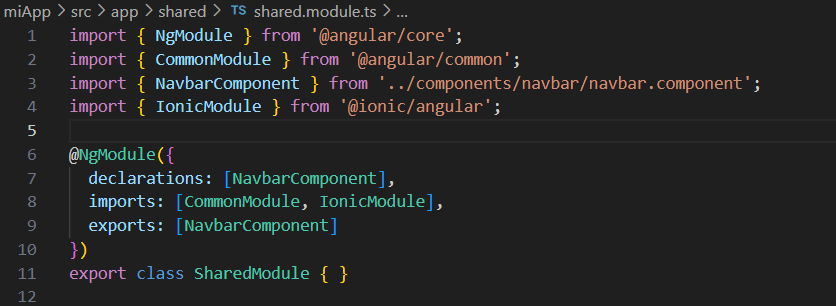 miApp > src > app > shared > TS shared.module.ts > ...
1 import { NgModule } from '@angular/core';
2 import { CommonModule } from '@angular/common';
3 import { NavbarComponent } from '../components/navbar/navbar.component';
4 import { IonicModule } from '@ionic/angular';
5
6 @NgModule({
7   declarations: [NavbarComponent],
8   imports: [CommonModule, IonicModule],
9   exports: [NavbarComponent]
10 })
11 export class SharedModule { }
12